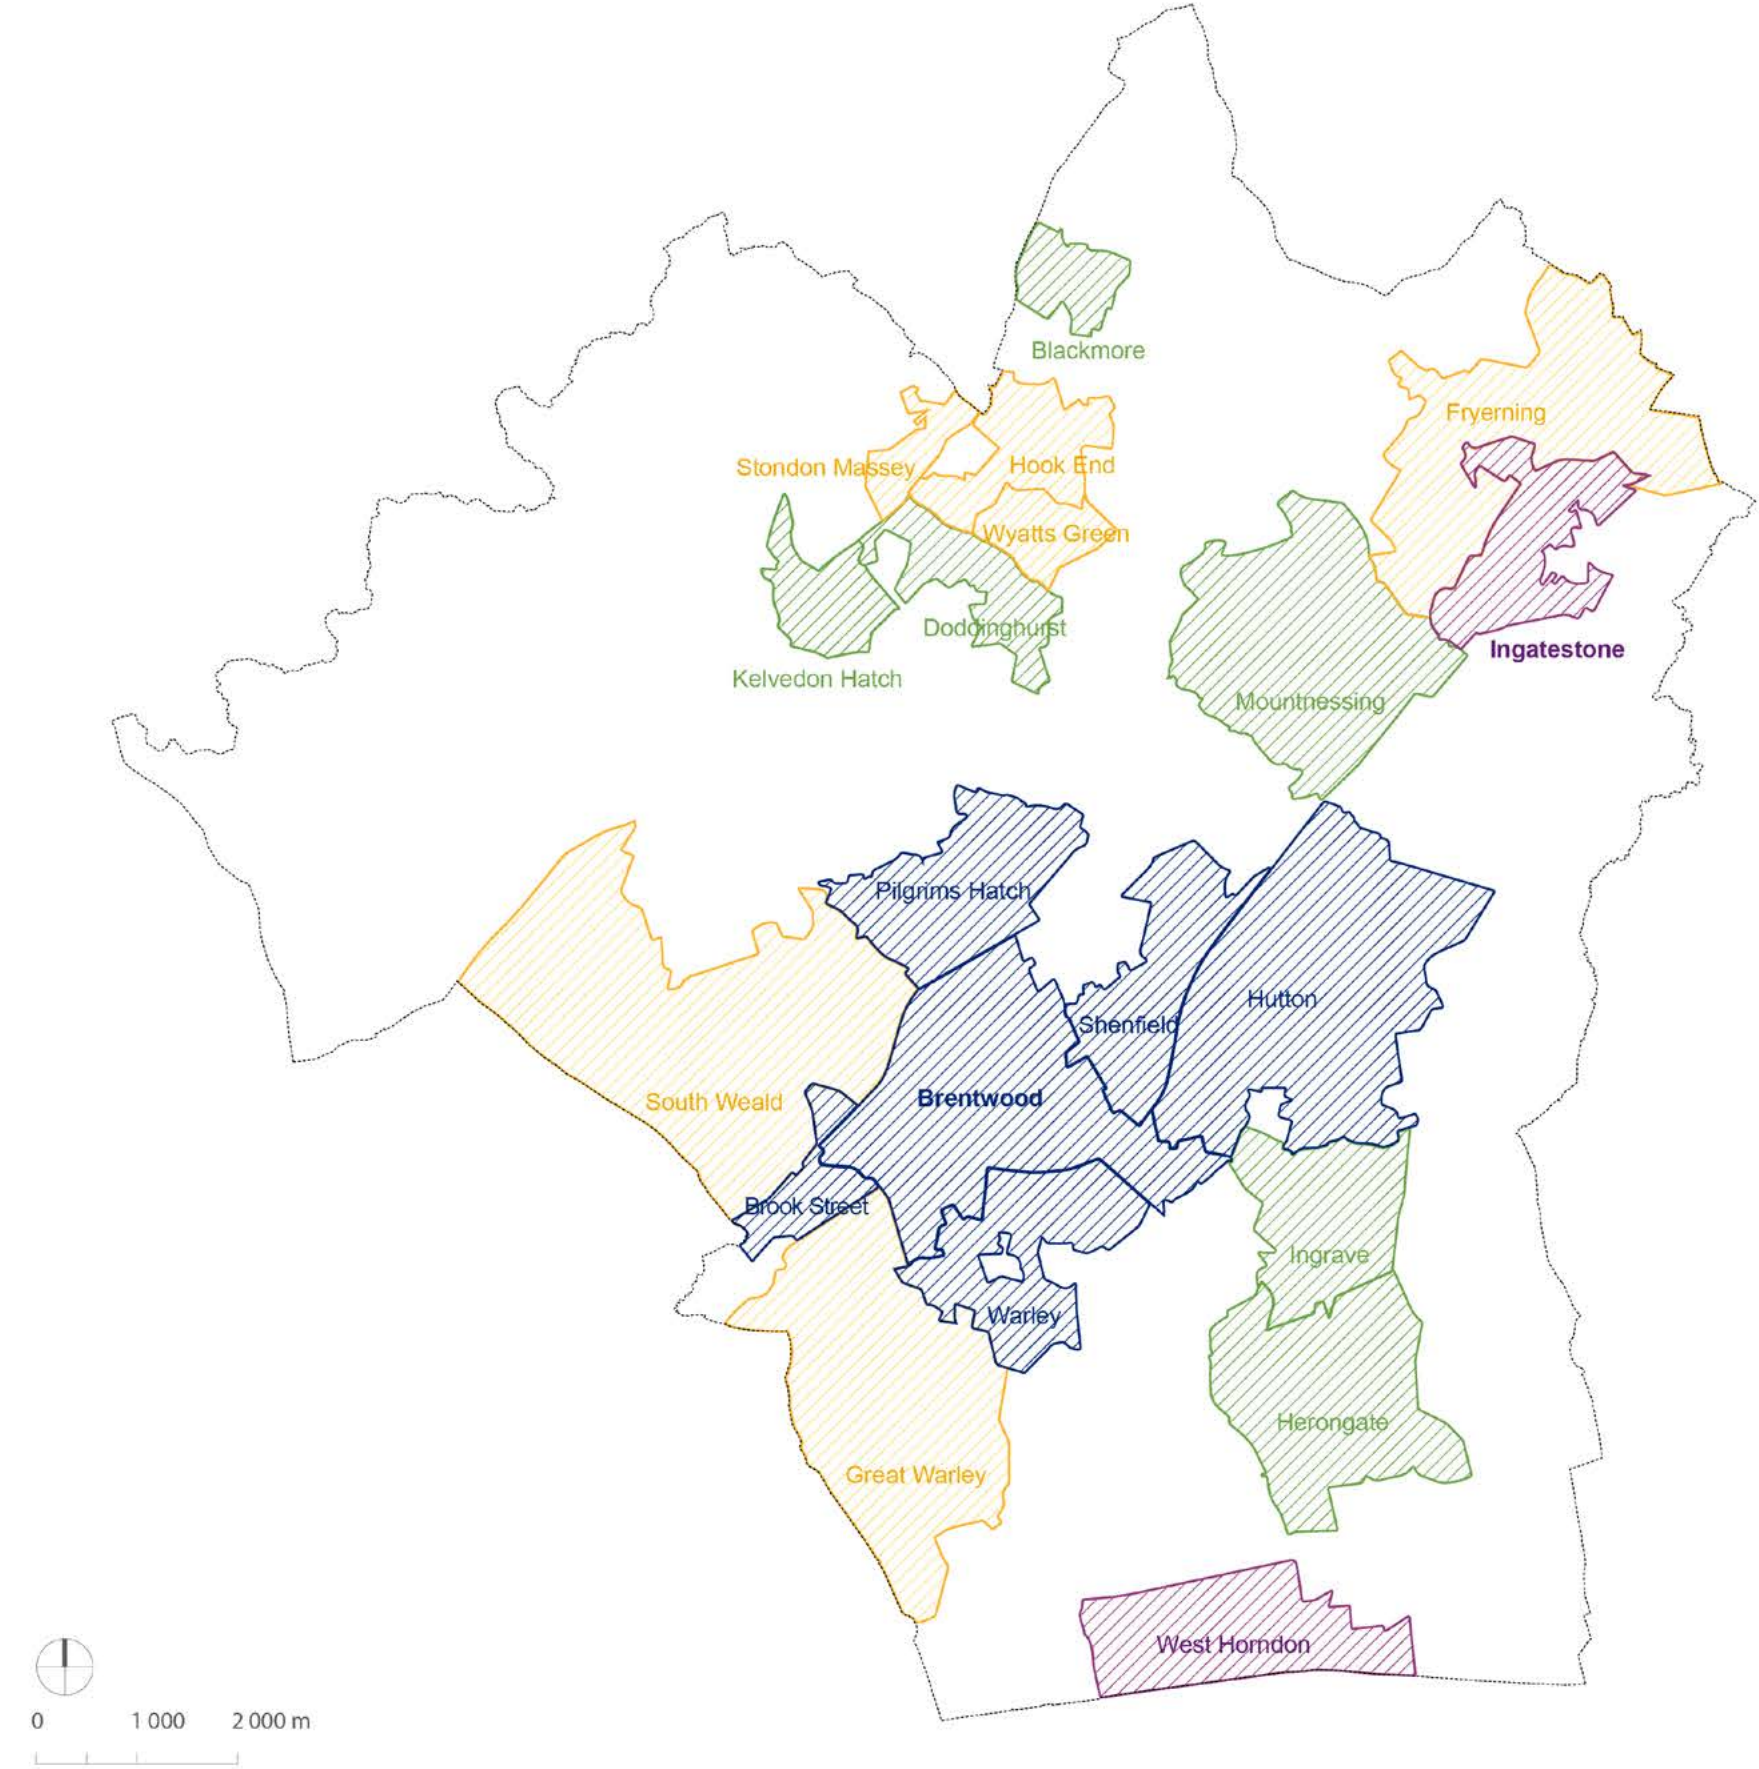 Blackmore
Fryerning
Stondon Massey
Hook End
Wyatts Green
Doddinghurst
Ingatestone
Kelvedon Hatch
Mountnessing
Pilgrims Hatch
Hutton
Shenfield
Brentwood
South Weald
Brook Street
Ingrave
Warley
Herongate
Great Warley
West Horndon
0 1 000 2 000 m